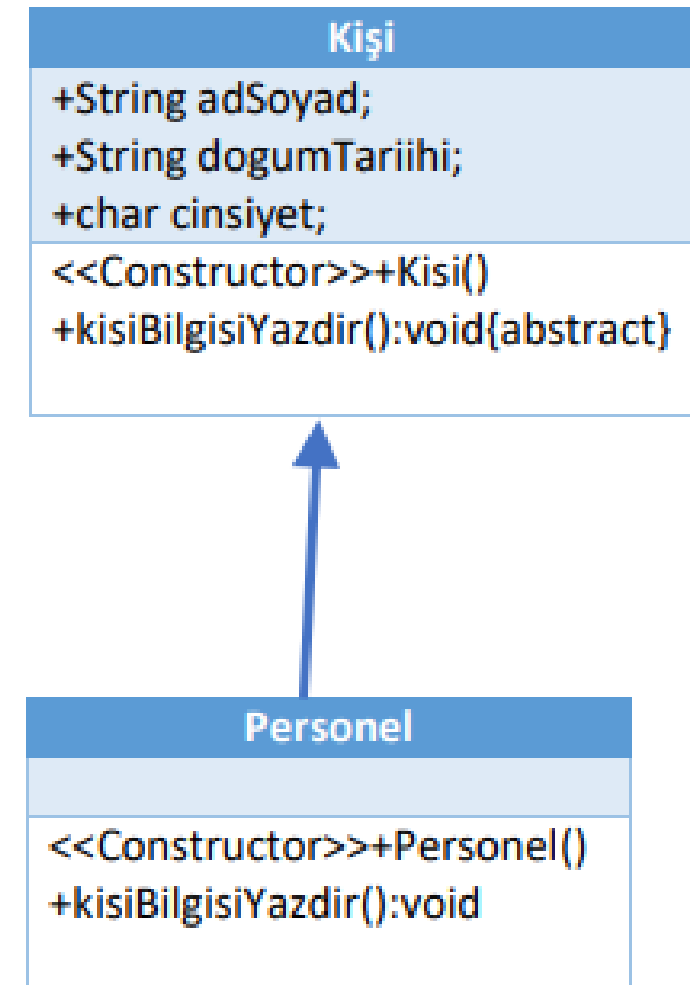 Kişi
+String adSoyad;
+String dogumTariihi;
+char cinsiyet;
<<Constructor>>+Kisi()
+kisiBilgisiYazdir():void{abstract}
Personel
<<Constructor>>+Personel()
+kisiBilgisiYazdir():void